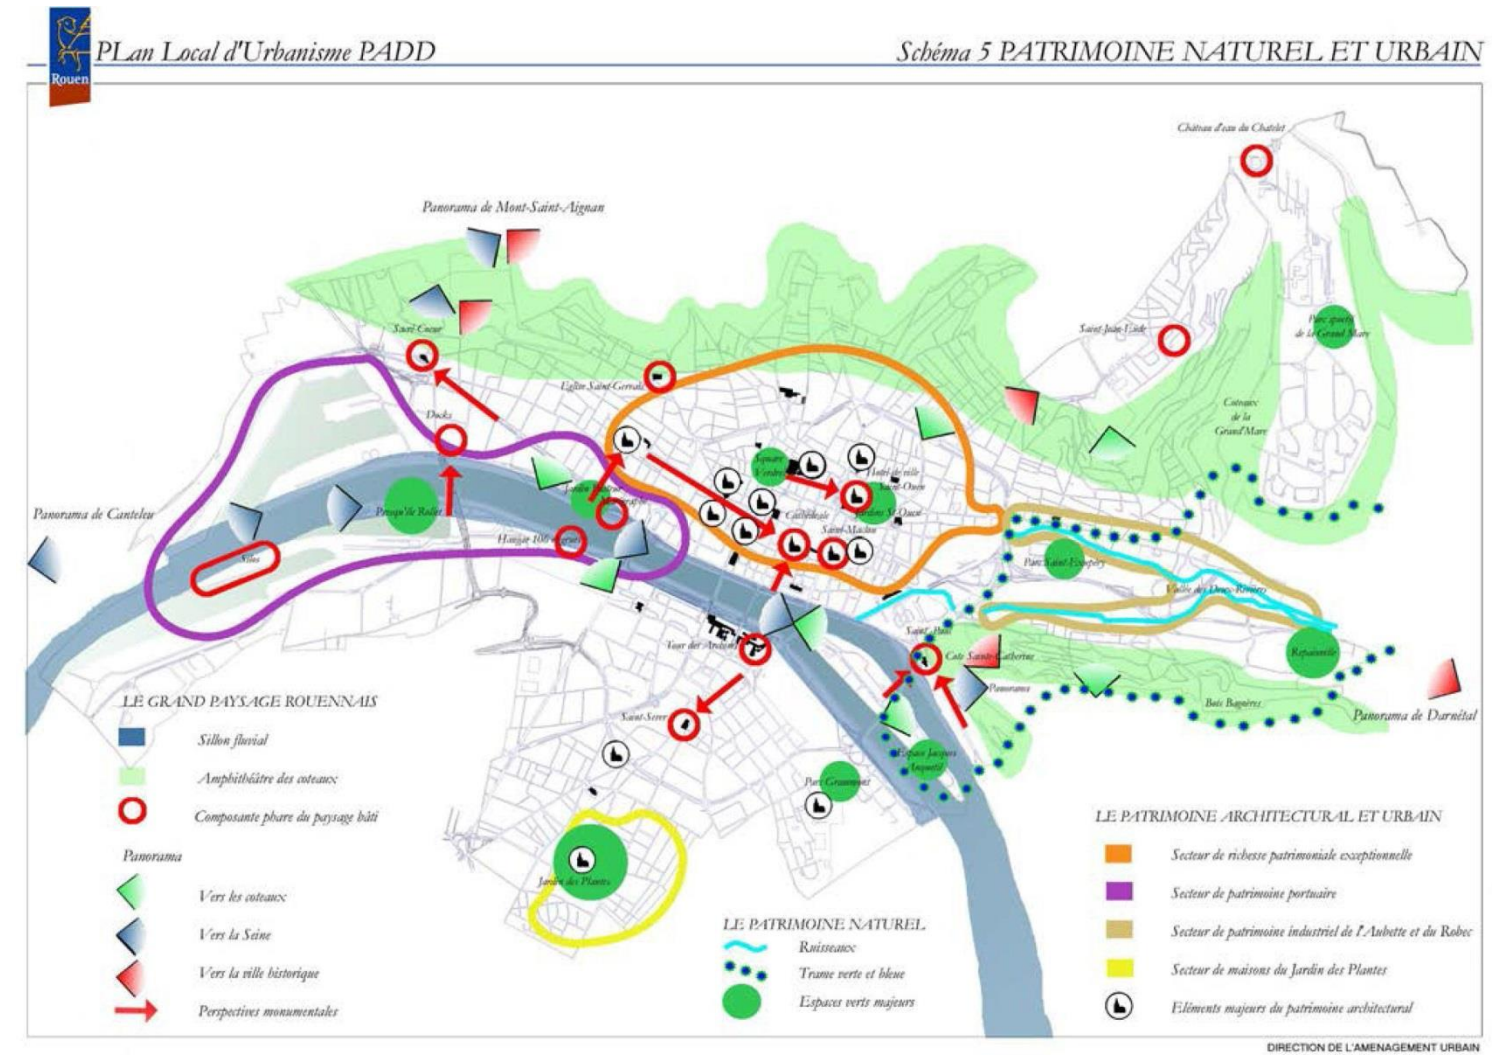 Rouen
PLan Local d'Urbanisme PADD
Schéma 5 PATRIMOINE NATUREL ET URBAIN
Château d'eau du Chatelet
Panorama de Mont-Saint-Aignan
Sacré-Coeur
Saint-Jean-Eude
Parc sportif
de la Grand Mare
Eglise Saint-Gervais
Coteaux
de la
Grand'Mare
Docks
Square
Verdrel
Hotel de ville
Saint-Ouen
Jardins St-Ouen
Presqu'île Rollet
Panorama de Canteleu
Cathédrale
Saint-Maclou
Hangar 106
Silos
Parc Saint-Exupéry
Vallée des Deux-Rivières
Saint-Paul
Tour des Archives
Cote Sainte-Catherine
Repainville
Panorama
Bois Bagnères
Panorama de Darnétal
Saint-Sever
Espace Jacques
Anquetil
Parc Grammont
Jardin des Plantes
LE GRAND PAYSAGE ROUENNAIS
Sillon fluvial
Amphithéâtre des coteaux
Composante phare du paysage bâti
Panorama
Vers les coteaux
Vers la Seine
Vers la ville historique
Perspectives monumentales
LE PATRIMOINE NATUREL
Ruisseaux
Trame verte et bleue
Espaces verts majeurs
LE PATRIMOINE ARCHITECTURAL ET URBAIN
Secteur de richesse patrimoniale exceptionnelle
Secteur de patrimoine portuaire
Secteur de patrimoine industriel de l'Aubette et du Robec
Secteur de maisons du Jardin des Plantes
Eléments majeurs du patrimoine architectural
DIRECTION DE L'AMENAGEMENT URBAIN